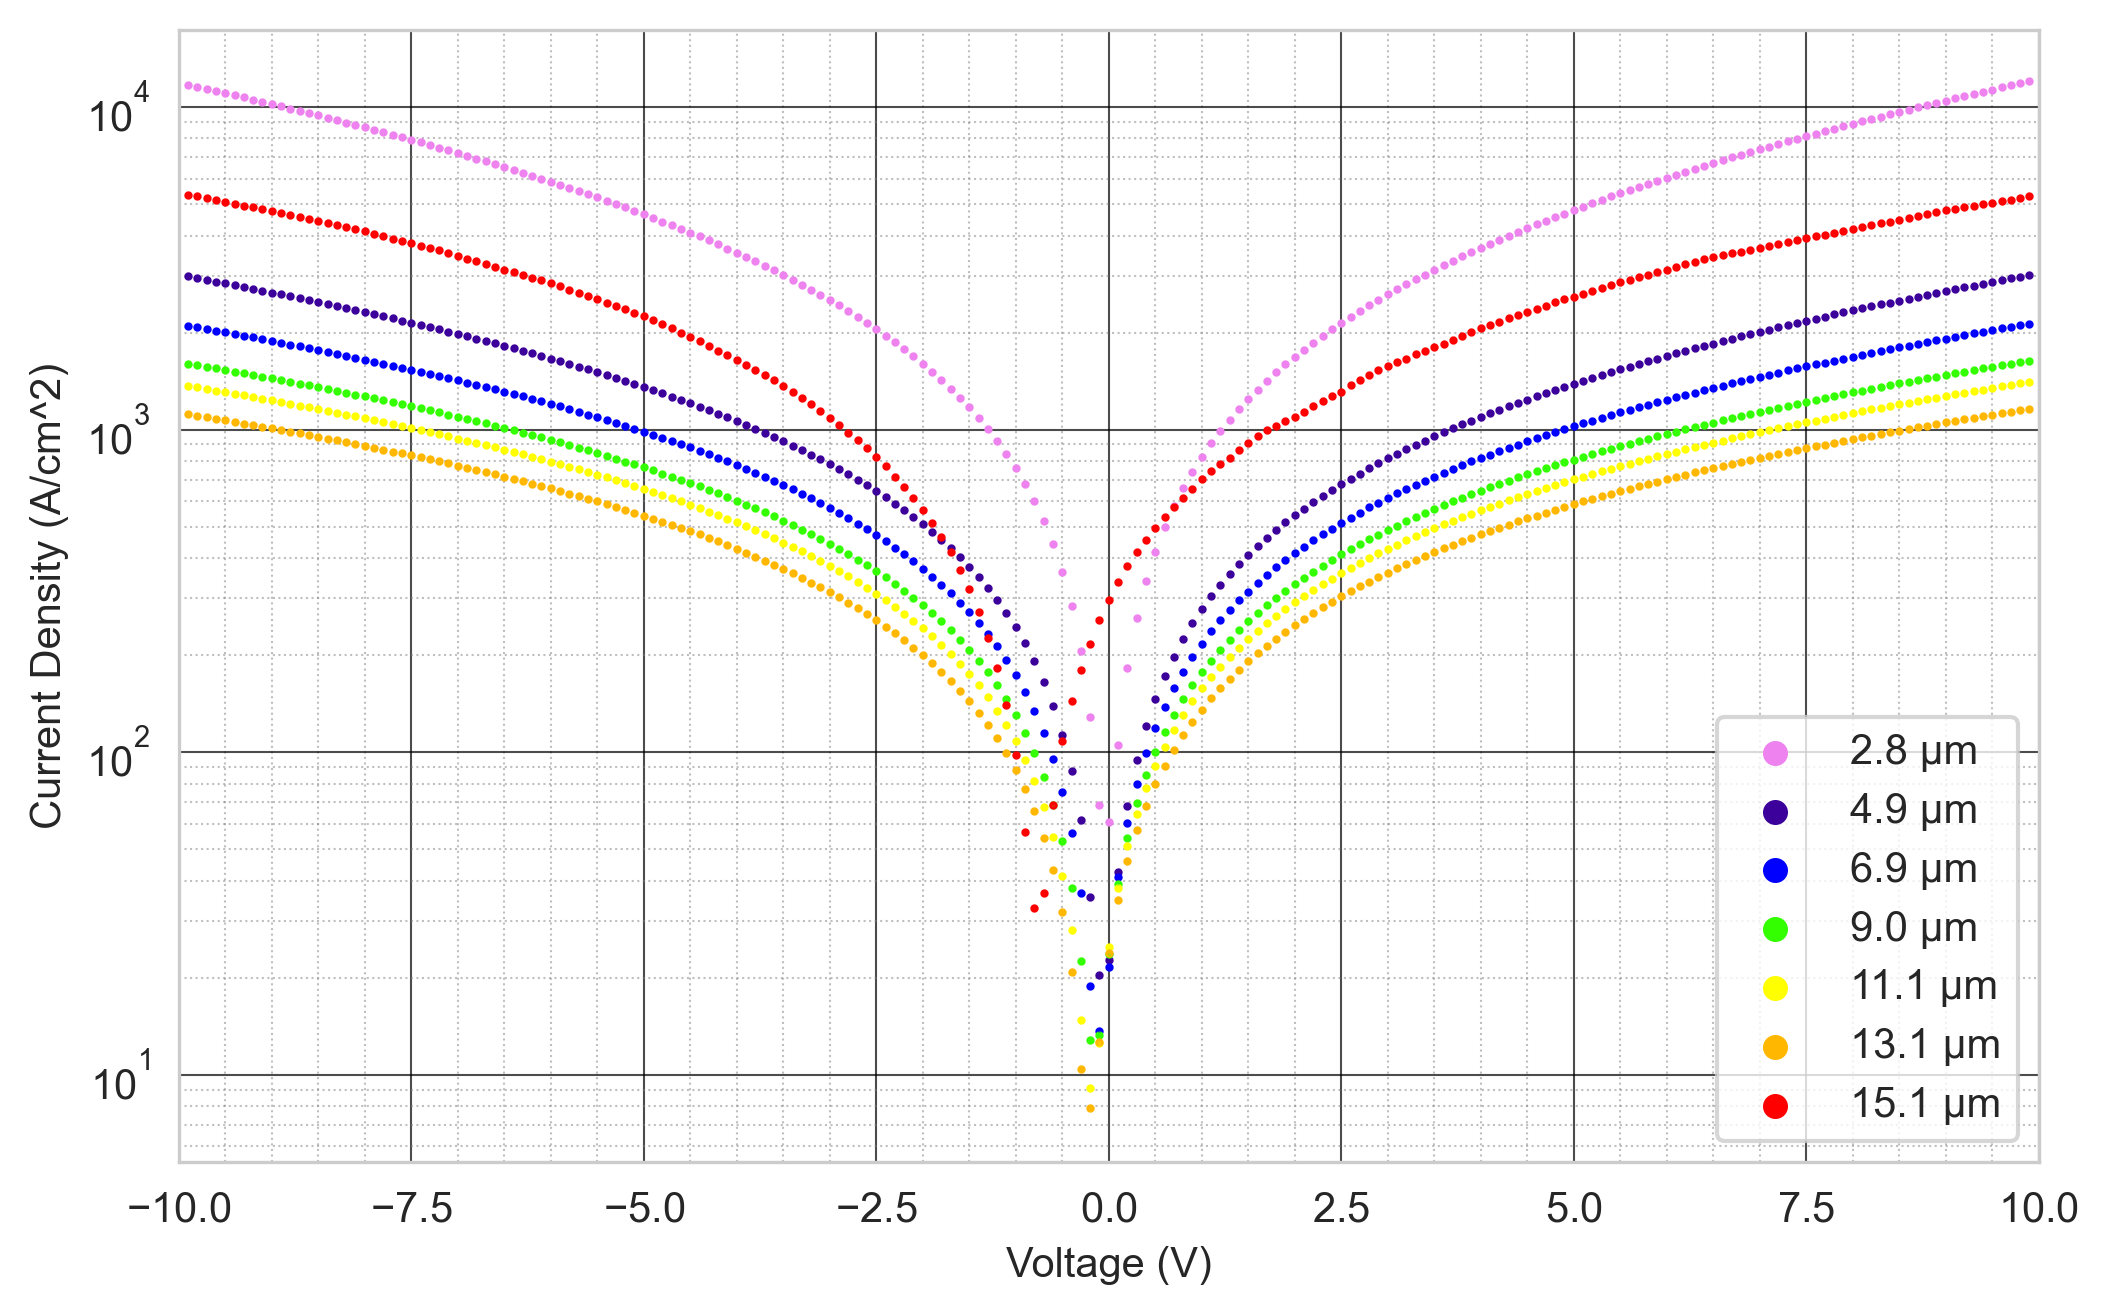 Current Density (A/cm^2)
10^4
10^3
10^2
10^1
−10.0 −7.5 −5.0 −2.5 0.0 2.5 5.0 7.5 10.0
Voltage (V)
2.8 µm
4.9 µm
6.9 µm
9.0 µm
11.1 µm
13.1 µm
15.1 µm